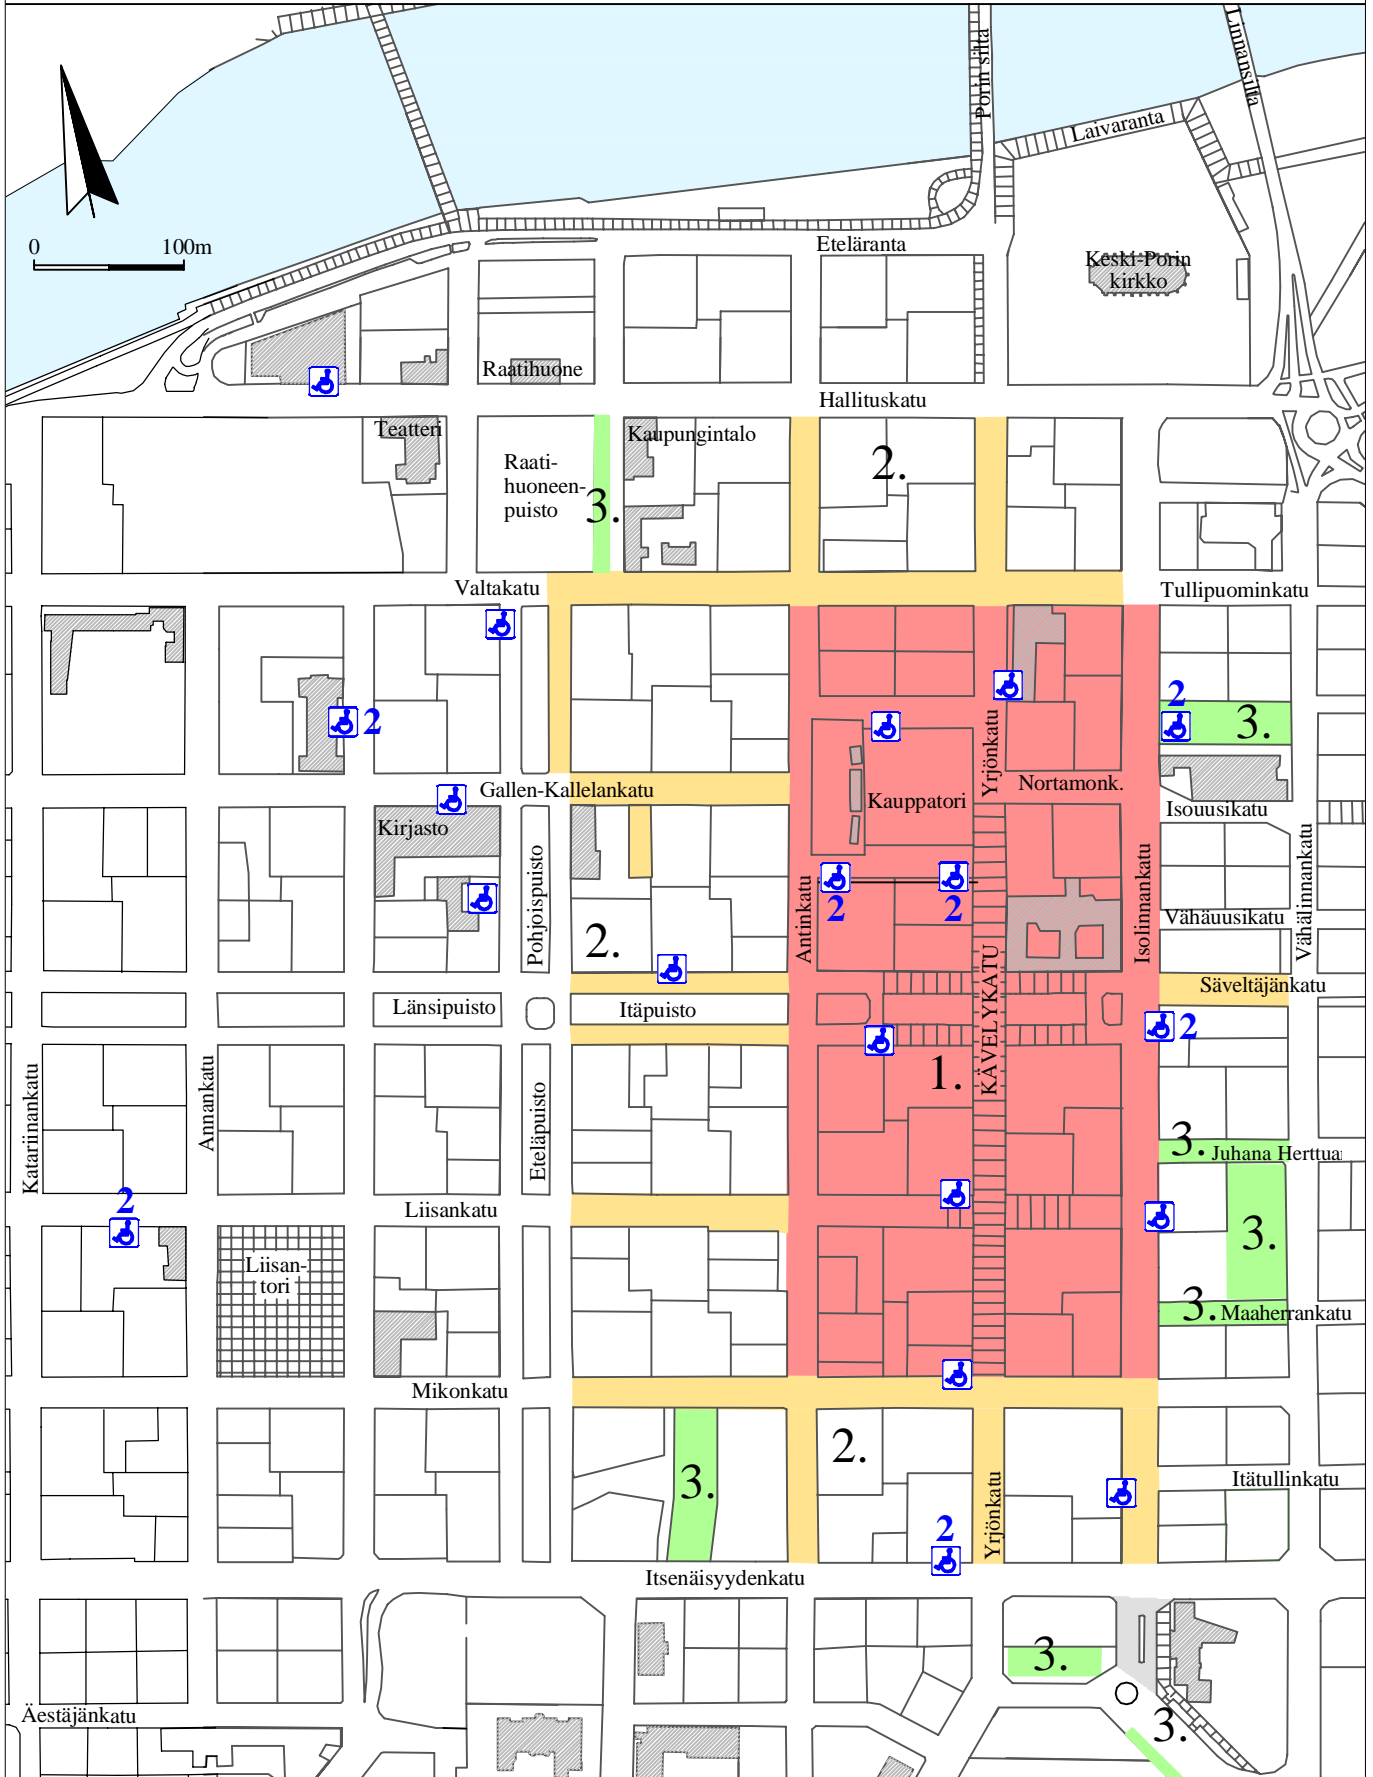 Porin silta
Linnansilta
Laivaranta
0
100m
Eteläranta
Keski-Porin
kirkko
Raatihuone
Hallituskatu
Teatteri
Kaupungintalo
Raati-
huoneen-
puisto
3.
2.
Valtakatu
Tullipuominkatu
2
2
3.
Yrjönkatu
Gallen-Kallelankatu
Nortamonk.
Kauppatori
Isouusikatu
Kirjasto
Pohjoispuisto
Antinkatu
2
2
Isolinnankatu
Vähälinnankatu
Vähäuusikatu
2.
KÄVELYKATU
Säveltäjänkatu
Länsipuisto
Itäpuisto
2
Katariinankatu
Annankatu
Eteläpuisto
1.
3.
Juhana Herttua
2
Liisankatu
3.
Liisan-
tori
3.
Maaherrankatu
Mikonkatu
2.
3.
Itätullinkatu
Yrjönkatu
2
Itsenäisyydenkatu
3.
Äestäjänkatu
3.